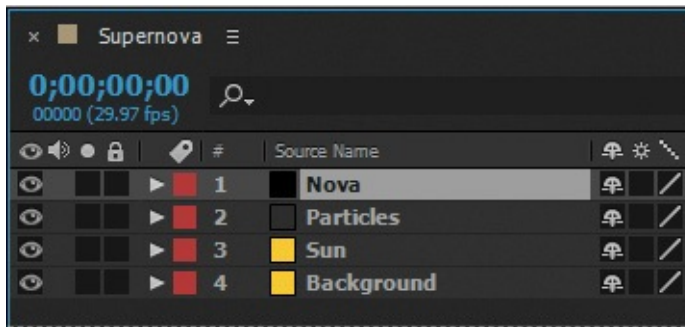 × Supernova
0;00;00;00
00000 (29.97 fps)
# Source Name
1 Nova
2 Particles
3 Sun
4 Background